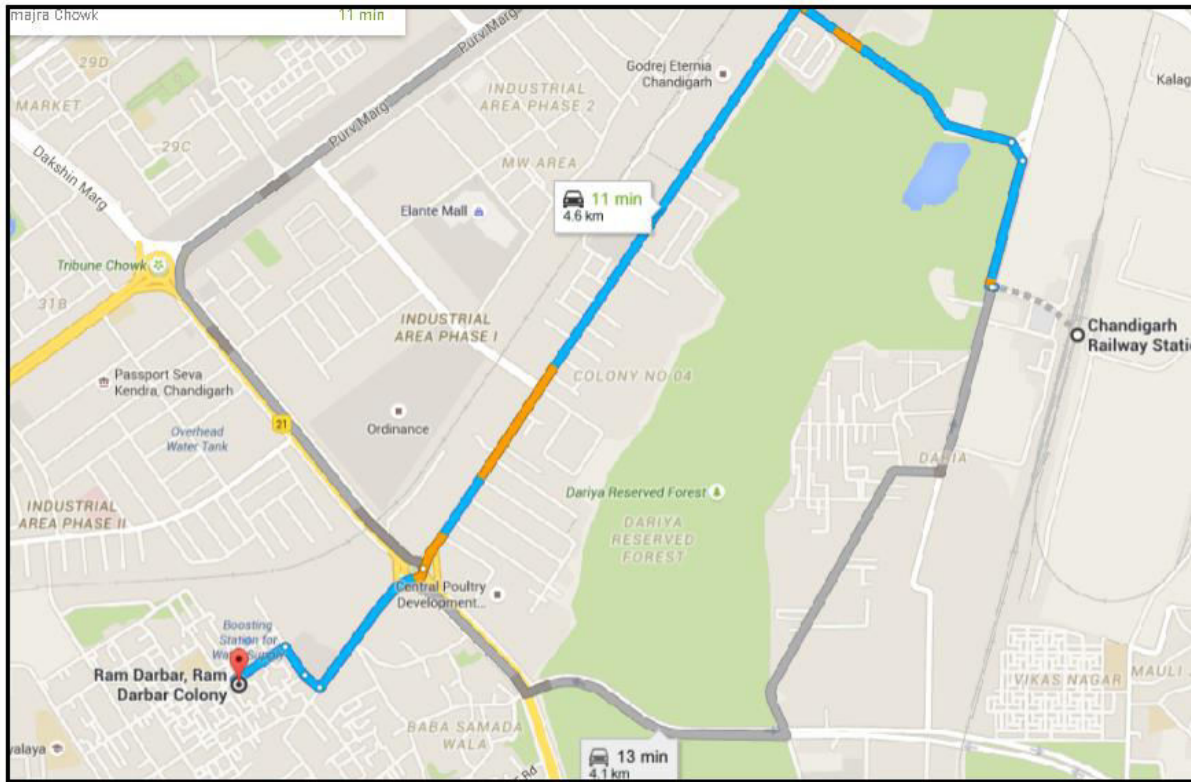 majra Chowk
11 min
Purv Marg
29D
MARKET
29C
Purv Marg
Dakshin Marg
INDUSTRIAL
AREA PHASE 2
MW AREA
Godrej Eternia
Chandigarh
Kalag
11 min
4.6 km
Elante Mall
Tribune Chowk
31B
INDUSTRIAL
AREA PHASE I
Passport Seva
Kendra, Chandigarh
Chandigarh
Railway Stati
COLONY NO 04
21
Ordinance
Overhead
Water Tank
DARIA
INDUSTRIAL
AREA PHASE II
Dariya Reserved Forest
DARIYA
RESERVED
FOREST
Central Poultry
Development...
Boosting
Station for
Water Supply
Ram Darbar, Ram
Darbar Colony
VIKAS NAGAR
MAULI
BABA SAMADA
WALA
valaya
13 min
4.1 km
Rd